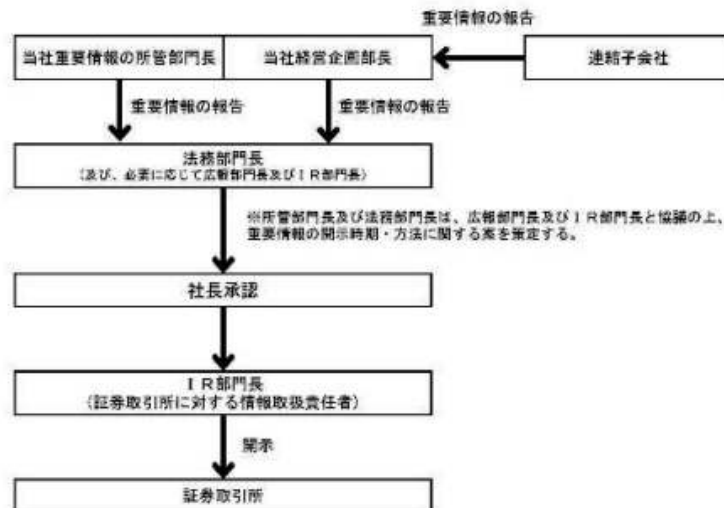 重要情報の報告
当社重要情報の所管部門長
当社経営企画部長
連結子会社
重要情報の報告
重要情報の報告
法務部門長
(及び、必要に応じて広報部門長及びＩＲ部門長)
※所管部門長及び法務部門長は、広報部門長及びＩＲ部門長と協議の上、
重要情報の開示時期・方法に関する案を策定する。
社長承認
ＩＲ部門長
(証券取引所に対する情報取扱責任者)
開示
証券取引所